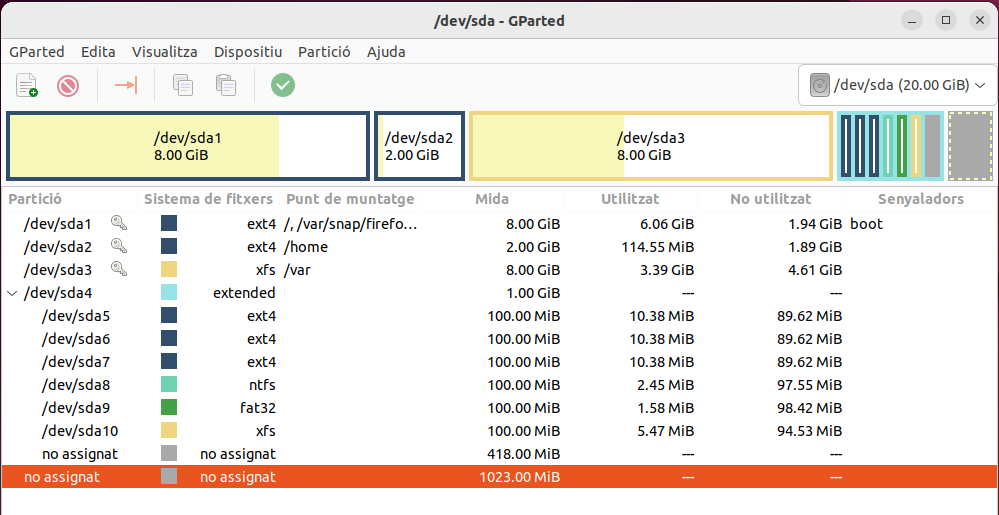 /dev/sda - GParted
GParted Edita Visualitza Dispositiu Partició Ajuda
/dev/sda (20.00 GiB)
/dev/sda1 /dev/sda2 /dev/sda3
8.00 GiB 2.00 GiB 8.00 GiB
Partició Sistema de fitxers Punt de muntatge Mida Utilitzat No utilitzat Senyaladors
/dev/sda1 ext4 /, /var/snap/firefo... 8.00 GiB 6.06 GiB 1.94 GiB boot
/dev/sda2 ext4 /home 2.00 GiB 114.55 MiB 1.89 GiB
/dev/sda3 xfs /var 8.00 GiB 3.39 GiB 4.61 GiB
/dev/sda4 extended 1.00 GiB --- ---
/dev/sda5 ext4 100.00 MiB 10.38 MiB 89.62 MiB
/dev/sda6 ext4 100.00 MiB 10.38 MiB 89.62 MiB
/dev/sda7 ext4 100.00 MiB 10.38 MiB 89.62 MiB
/dev/sda8 ntfs 100.00 MiB 2.45 MiB 97.55 MiB
/dev/sda9 fat32 100.00 MiB 1.58 MiB 98.42 MiB
/dev/sda10 xfs 100.00 MiB 5.47 MiB 94.53 MiB
no assignat no assignat 418.00 MiB --- ---
no assignat no assignat 1023.00 MiB --- ---